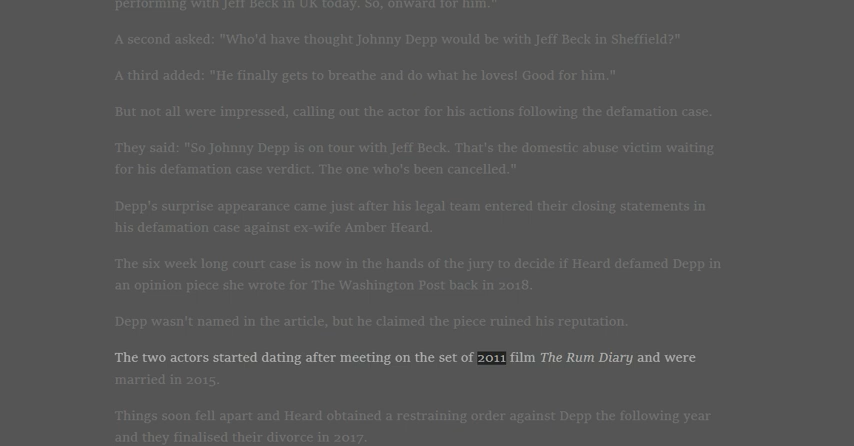 performing with Jeff Beck in UK today. So, onward for him."
A second asked: "Who'd have thought Johnny Depp would be with Jeff Beck in Sheffield?"
A third added: "He finally gets to breathe and do what he loves! Good for him."
But not all were impressed, calling out the actor for his actions following the defamation case.
They said: "So Johnny Depp is on tour with Jeff Beck. That's the domestic abuse victim waiting
for his defamation case verdict. The one who's been cancelled."
Depp's surprise appearance came just after his legal team entered their closing statements in
his defamation case against ex-wife Amber Heard.
The six week long court case is now in the hands of the jury to decide if Heard defamed Depp in
an opinion piece she wrote for The Washington Post back in 2018.
Depp wasn't named in the article, but he claimed the piece ruined his reputation.
The two actors started dating after meeting on the set of 2011 film The Rum Diary and were
married in 2015.
Things soon fell apart and Heard obtained a restraining order against Depp the following year
and they finalised their divorce in 2017.